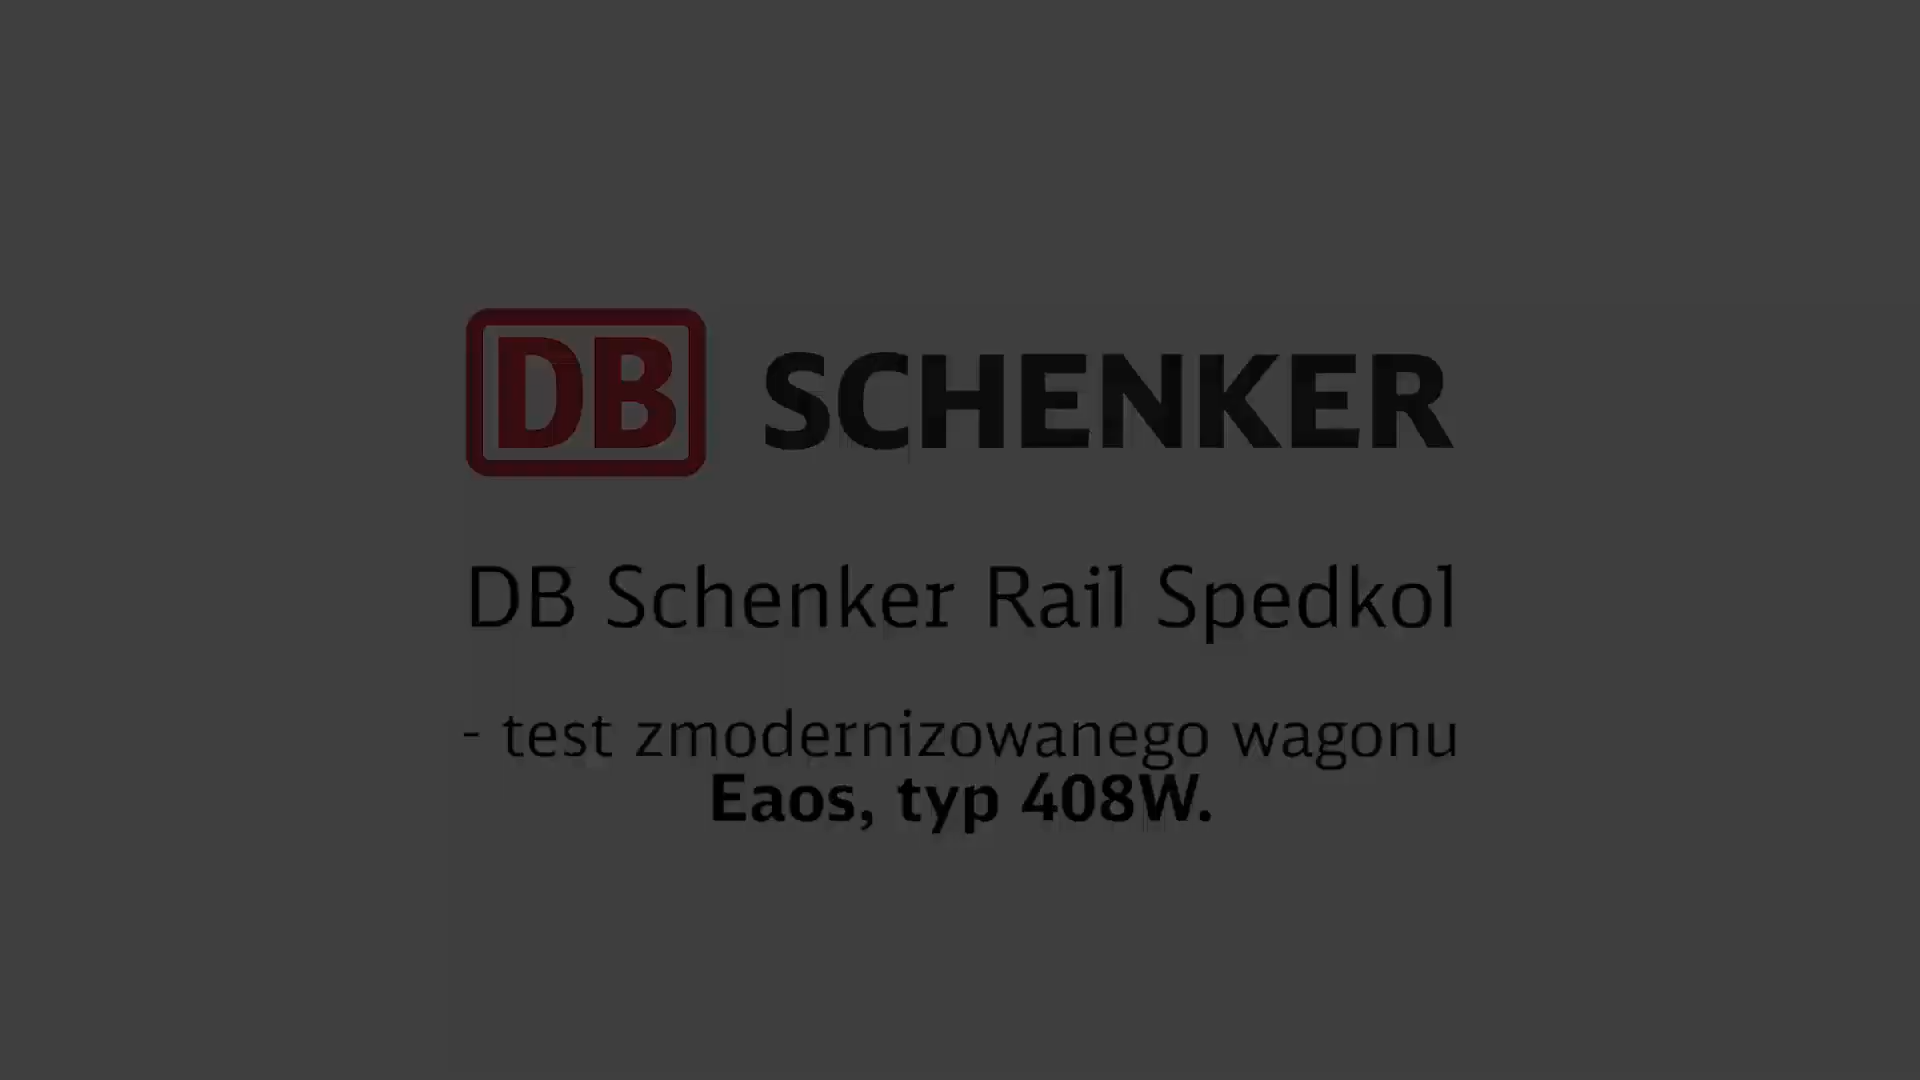 DB SCHENKER
DB Schenker Rail Spedkol
- test zmodernizowanego wagonu
Eaos, typ 408W.